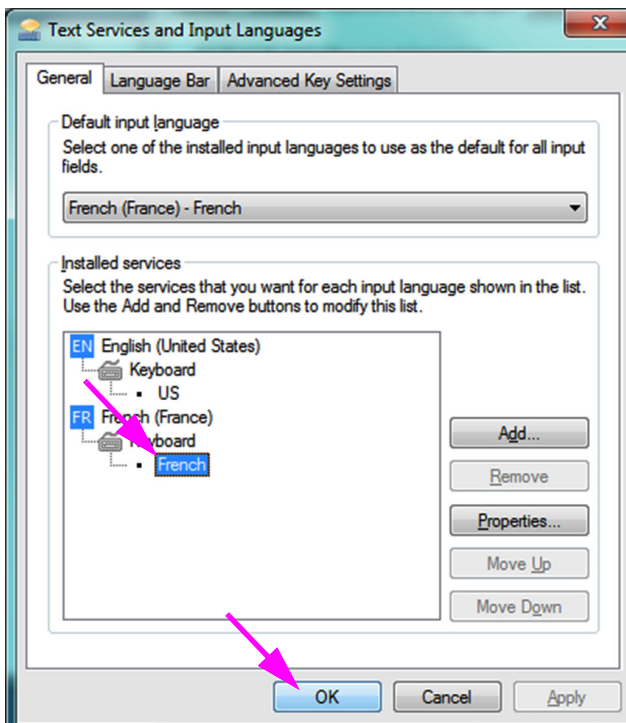 Text Services and Input Languages
General
Language Bar
Advanced Key Settings
Default input language
Select one of the installed input languages to use as the default for all input
fields.
French (France) - French
Installed services
Select the services that you want for each input language shown in the list.
Use the Add and Remove buttons to modify this list.
EN English (United States)
Keyboard
US
FR French (France)
Keyboard
French
Add...
Remove
Properties...
Move Up
Move Down
OK
Cancel
Apply